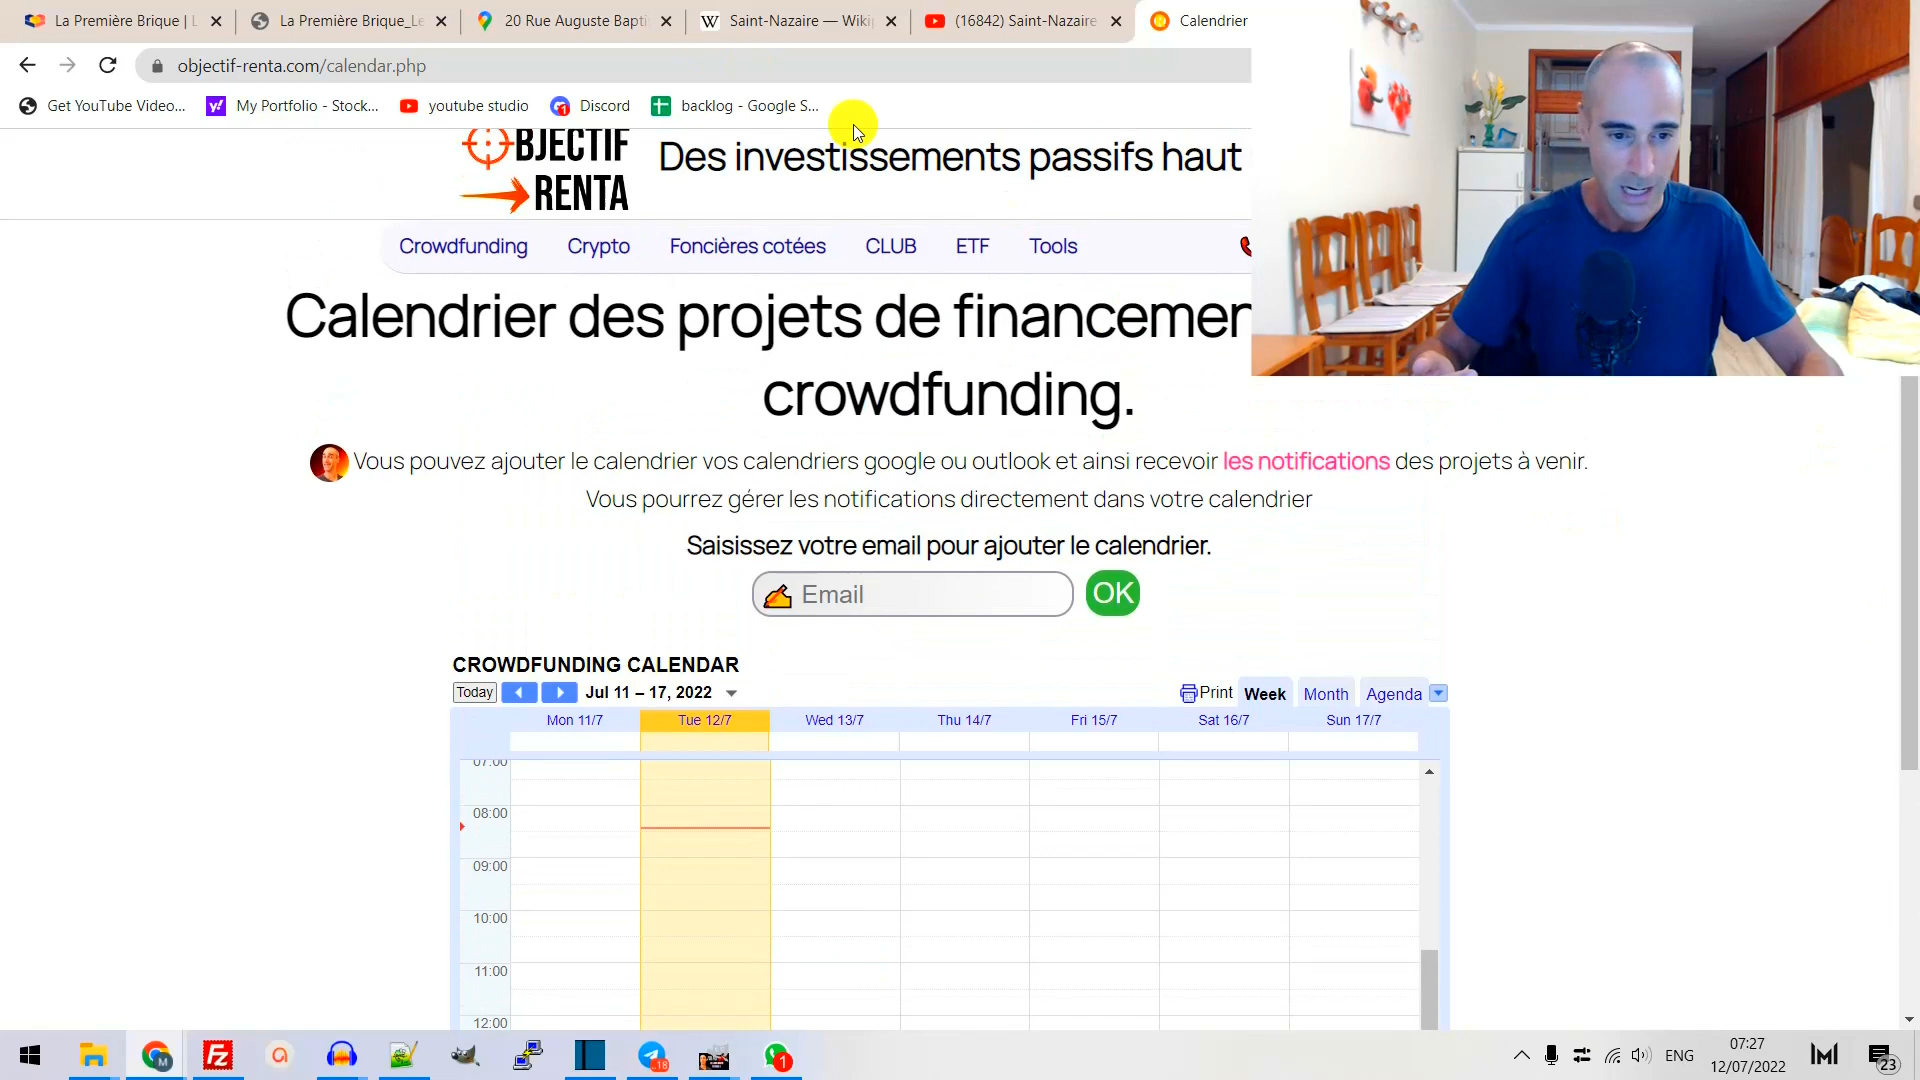 La Première Brique | L
La Première Brique_Le
20 Rue Auguste Bapti
W Saint-Nazaire — Wiki
(16842) Saint-Nazaire
Calendrier
objectif-renta.com/calendar.php
Get YouTube Video...
My Portfolio - Stock...
youtube studio
Discord
backlog - Google S...
OBJECTIF
RENTA
Des investissements passifs haut
Crowdfunding
Crypto
Foncières cotées
CLUB
ETF
Tools
Calendrier des projets de financemen
crowdfunding.
Vous pouvez ajouter le calendrier vos calendriers google ou outlook et ainsi recevoir les notifications des projets à venir.
Vous pourrez gérer les notifications directement dans votre calendrier
Saisissez votre email pour ajouter le calendrier.
Email
OK
CROWDFUNDING CALENDAR
Today
Jul 11 – 17, 2022
Print
Week
Month
Agenda
Mon 11/7
Tue 12/7
Wed 13/7
Thu 14/7
Fri 15/7
Sat 16/7
Sun 17/7
07:00
08:00
09:00
10:00
11:00
12:00
ENG
07:27
12/07/2022
23